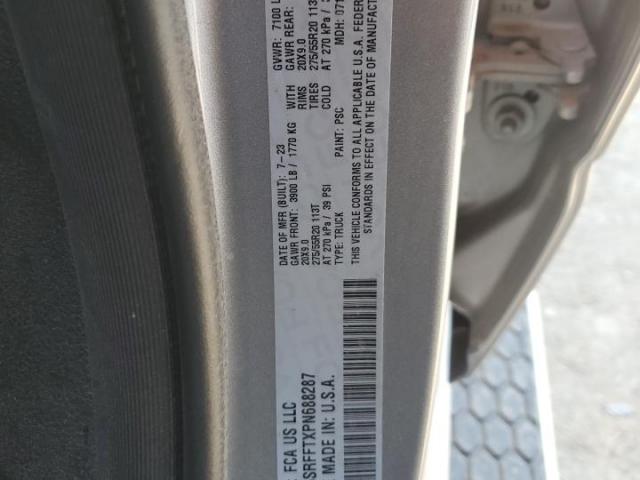 FCA US LLC
SRFFTXPN688287
MADE IN: U.S.A.
DATE OF MFR (BUILT): 7-23
GVWR: 7100
GAWR FRONT: 3900 LB / 1770 KG WITH
GAWR REAR:
20X9.0 RIMS 20X9.0
275/55R20 113T TIRES 275/55R20 113
AT 270 kPa / 39 PSI COLD AT 270 kPa /
TYPE: TRUCK PAINT: PSC MDH: 071
THIS VEHICLE CONFORMS TO ALL APPLICABLE U.S.A. FEDER
STANDARDS IN EFFECT ON THE DATE OF MANUFACTUR